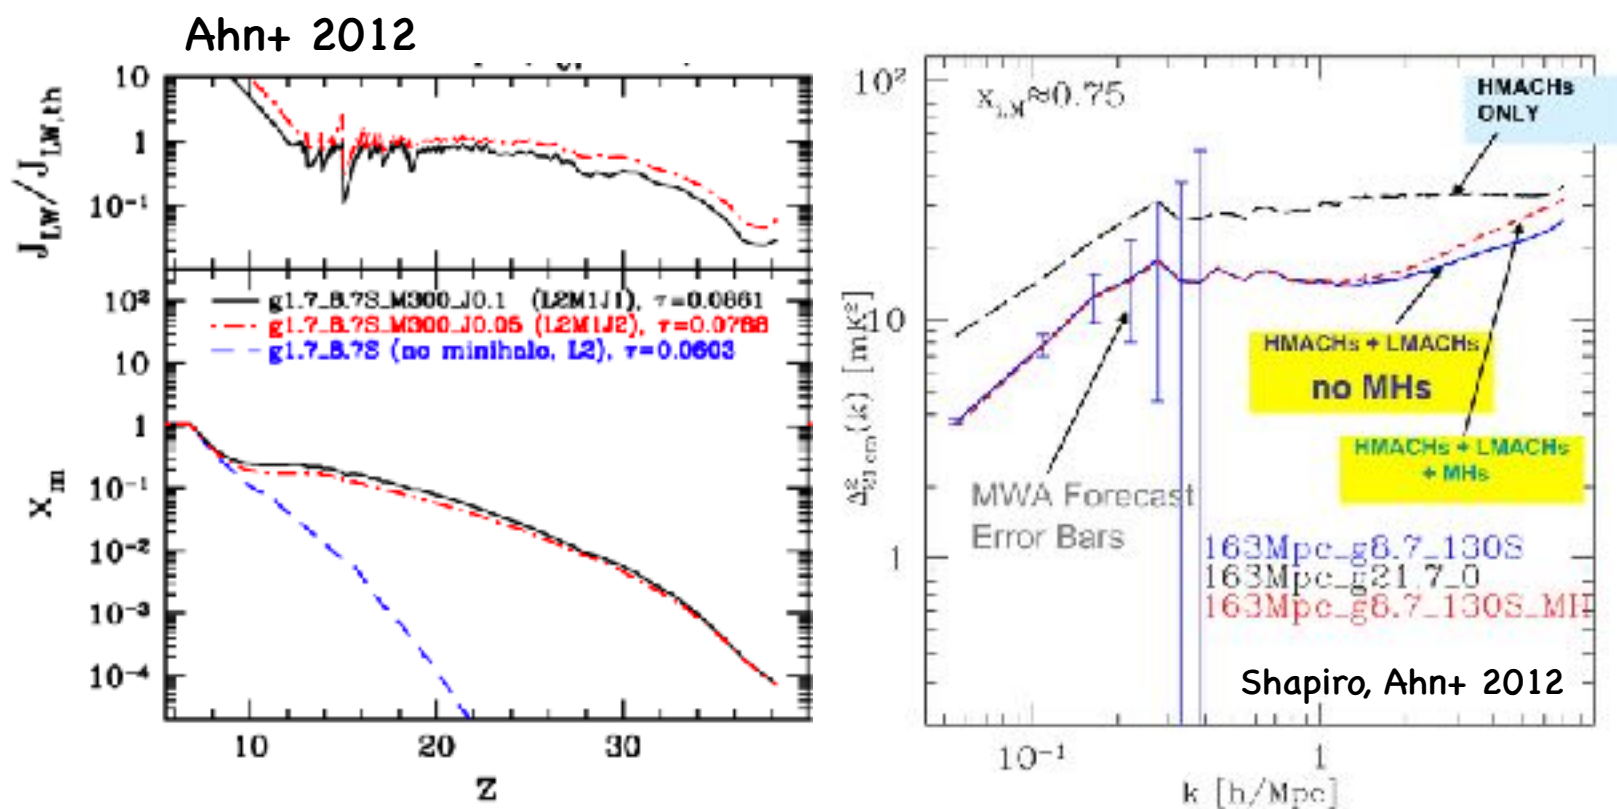 Ahn+ 2012
J_LW/J_LW,th
10
1
10⁻¹
10²
10
1
10⁻¹
10⁻²
10⁻³
10⁻⁴
x_m
g1.7_8.7S_M300_J0.1 (L2M1J1), τ=0.0861
g1.7_8.7S_M300_J0.05 (L2M1J2), τ=0.0788
g1.7_8.7S (no minihalo, L2), τ=0.0603
10
20
30
z
10²
10
1
Δ²_21cm(k) [mK²]
HMACHs
ONLY
HMACHs + LMACHs
no MHs
HMACHs + LMACHs
+ MHs
MWA Forecast
Error Bars
163Mpc_g8.7_130S
163Mpc_g21.7_0
163Mpc_g8.7_130S_MH
Shapiro, Ahn+ 2012
10⁻¹
1
k [h/Mpc]